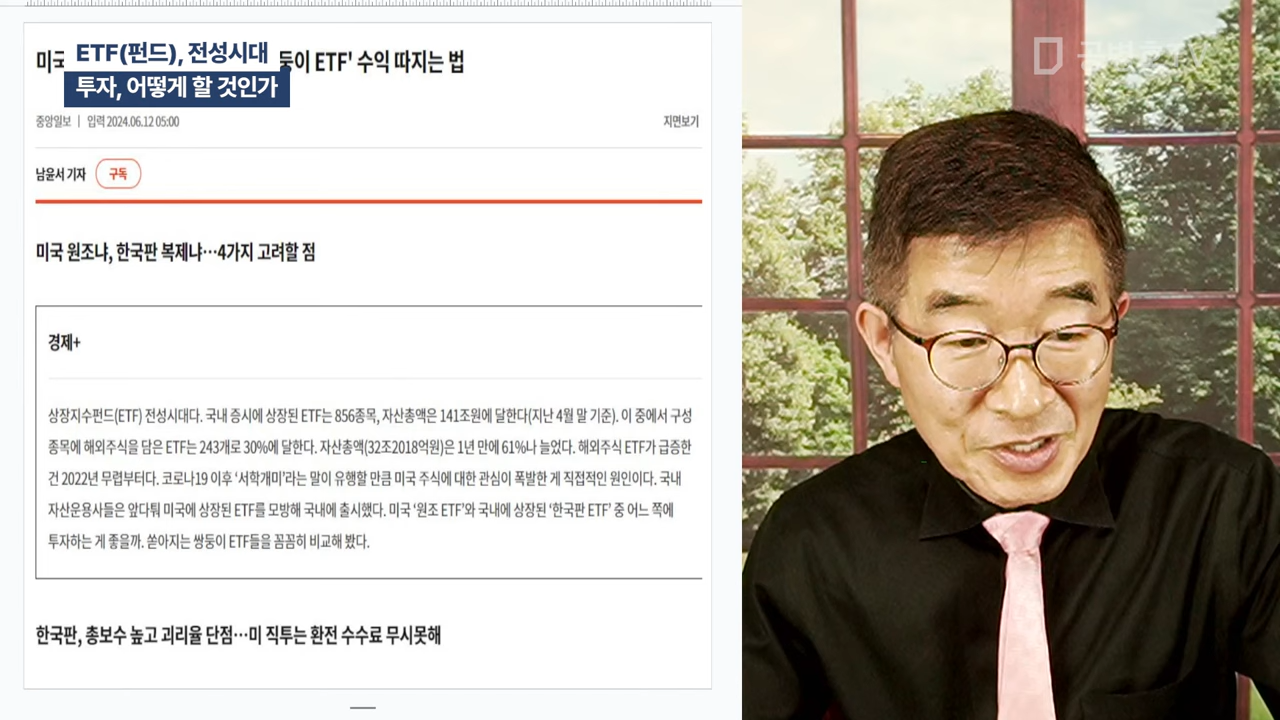 미국
ETF(펀드), 전성시대
둥이 ETF' 수익 따지는 법
투자, 어떻게 할 것인가
중앙일보 | 입력 2024.06.12 05:00
지면보기
남윤서 기자
구독
미국 원조냐, 한국판 복제냐…4가지 고려할 점
경제+
상장지수펀드(ETF) 전성시대다. 국내 증시에 상장된 ETF는 856종목, 자산총액은 141조원에 달한다(지난 4월 말 기준). 이 중에서 구성
종목에 해외주식을 담은 ETF는 243개로 30%에 달한다. 자산총액(32조2018억원)은 1년 만에 61%나 늘었다. 해외주식 ETF가 급증한
건 2022년 무렵부터다. 코로나19 이후 ‘서학개미’라는 말이 유행할 만큼 미국 주식에 대한 관심이 폭발한 게 직접적인 원인이다. 국내
자산운용사들은 앞다퉈 미국에 상장된 ETF를 모방해 국내에 출시했다. 미국 ‘원조 ETF’와 국내에 상장된 ‘한국판 ETF’ 중 어느 쪽에
투자하는 게 좋을까. 쏟아지는 쌍둥이 ETF들을 꼼꼼히 비교해 봤다.
한국판, 총보수 높고 괴리율 단점…미 직투는 환전 수수료 무시못해